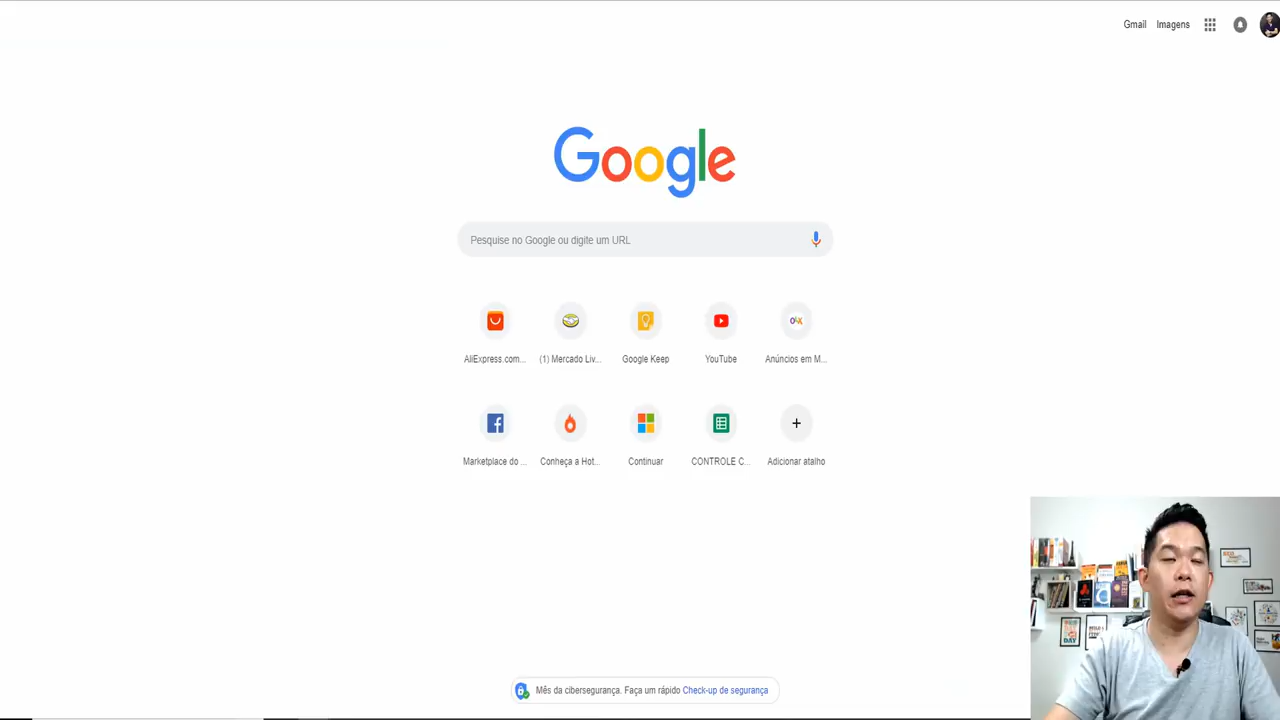 Gmail Imagens
Google
Pesquise no Google ou digite um URL
OLX
AliExpress.com... (1) Mercado Liv... Google Keep YouTube Anúncios em M...
Marketplace do ... Conheça a Hot... Continuar CONTROLE C... Adicionar atalho
Mês da cibersegurança. Faça um rápido Check-up de segurança